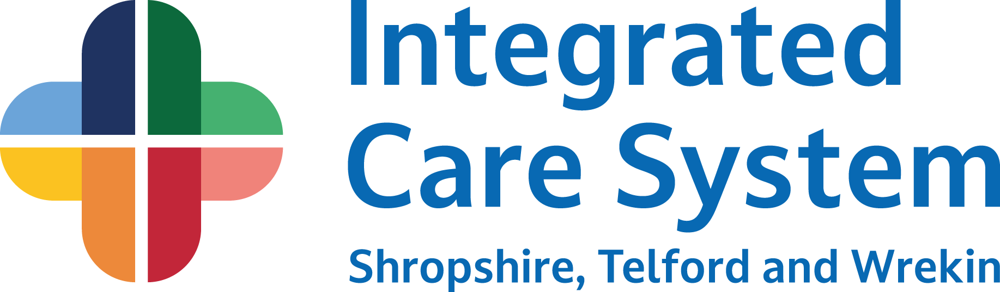 Integrated
Care System
Shropshire, Telford and Wrekin